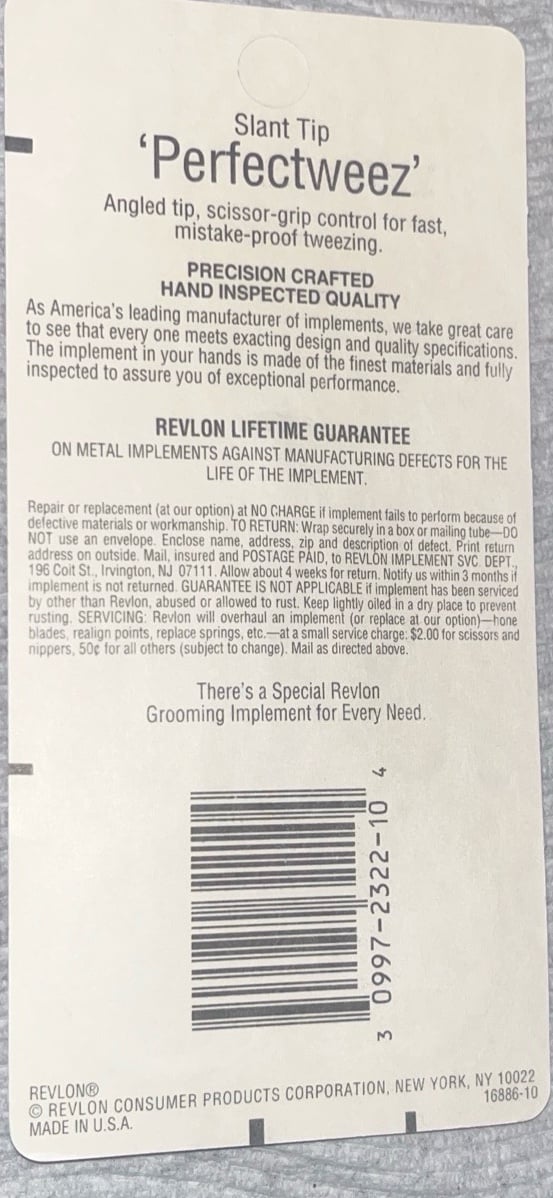 Slant Tip
‘Perfectweez’
Angled tip, scissor-grip control for fast,
mistake-proof tweezing.
PRECISION CRAFTED
HAND INSPECTED QUALITY
As America's leading manufacturer of implements, we take great care
to see that every one meets exacting design and quality specifications.
The implement in your hands is made of the finest materials and fully
inspected to assure you of exceptional performance.
REVLON LIFETIME GUARANTEE
ON METAL IMPLEMENTS AGAINST MANUFACTURING DEFECTS FOR THE
LIFE OF THE IMPLEMENT.
Repair or replacement (at our option) at NO CHARGE if implement fails to perform because of
defective materials or workmanship. TO RETURN: Wrap securely in a box or mailing tube—DO
NOT use an envelope. Enclose name, address, zip and description of defect. Print return
address on outside. Mail, insured and POSTAGE PAID, to REVLON IMPLEMENT SVC. DEPT.,
196 Coit St., Irvington, NJ 07111. Allow about 4 weeks for return. Notify us within 3 months if
implement is not returned. GUARANTEE IS NOT APPLICABLE if implement has been serviced
by other than Revlon, abused or allowed to rust. Keep lightly oiled in a dry place to prevent
rusting. SERVICING: Revlon will overhaul an implement (or replace at our option)—hone
blades, realign points, replace springs, etc.—at a small service charge: $2.00 for scissors and
nippers, 50¢ for all others (subject to change). Mail as directed above.
There's a Special Revlon
Grooming Implement for Every Need.
3 0997-2322-10 4
REVLON®
© REVLON CONSUMER PRODUCTS CORPORATION, NEW YORK, NY 10022
MADE IN U.S.A.
16886-10